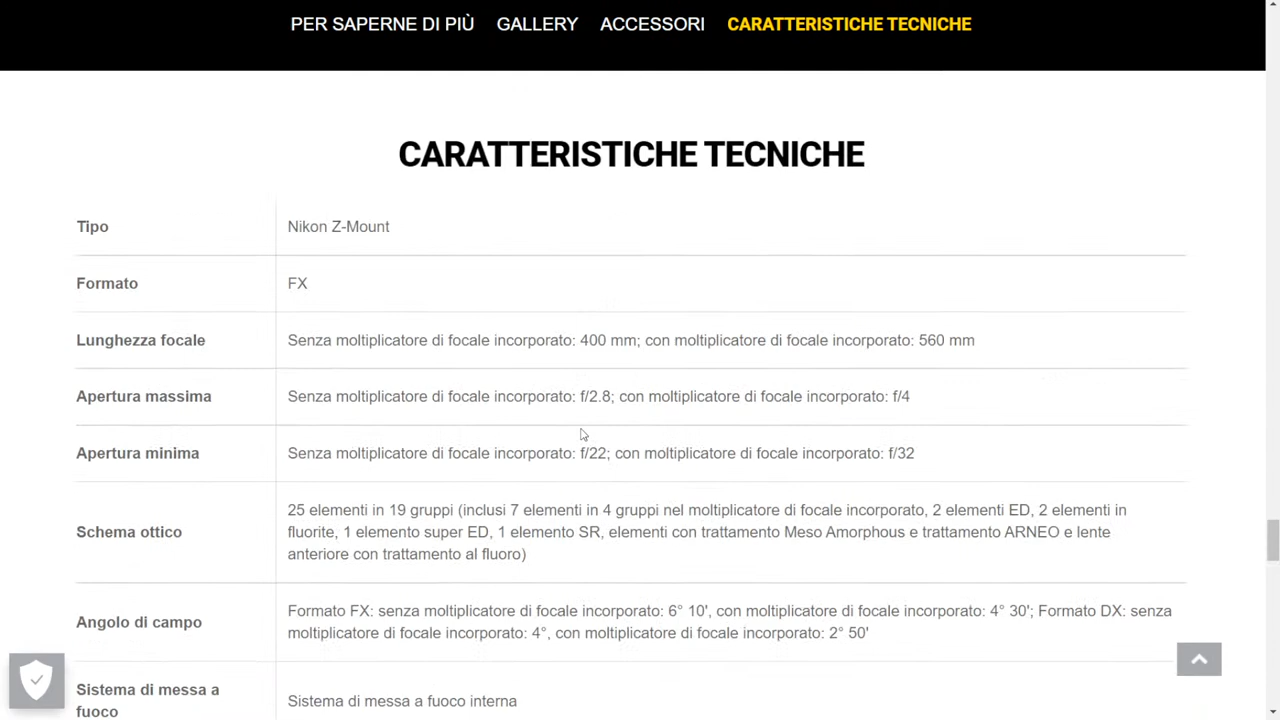 PER SAPERNE DI PIÙ GALLERY ACCESSORI CARATTERISTICHE TECNICHE
CARATTERISTICHE TECNICHE
Tipo Nikon Z-Mount
Formato FX
Lunghezza focale Senza moltiplicatore di focale incorporato: 400 mm; con moltiplicatore di focale incorporato: 560 mm
Apertura massima Senza moltiplicatore di focale incorporato: f/2.8; con moltiplicatore di focale incorporato: f/4
Apertura minima Senza moltiplicatore di focale incorporato: f/22; con moltiplicatore di focale incorporato: f/32
Schema ottico
25 elementi in 19 gruppi (inclusi 7 elementi in 4 gruppi nel moltiplicatore di focale incorporato, 2 elementi ED, 2 elementi in
fluorite, 1 elemento super ED, 1 elemento SR, elementi con trattamento Meso Amorphous e trattamento ARNEO e lente
anteriore con trattamento al fluoro)
Angolo di campo
Formato FX: senza moltiplicatore di focale incorporato: 6° 10', con moltiplicatore di focale incorporato: 4° 30'; Formato DX: senza
moltiplicatore di focale incorporato: 4°, con moltiplicatore di focale incorporato: 2° 50'
Sistema di messa a
fuoco
Sistema di messa a fuoco interna